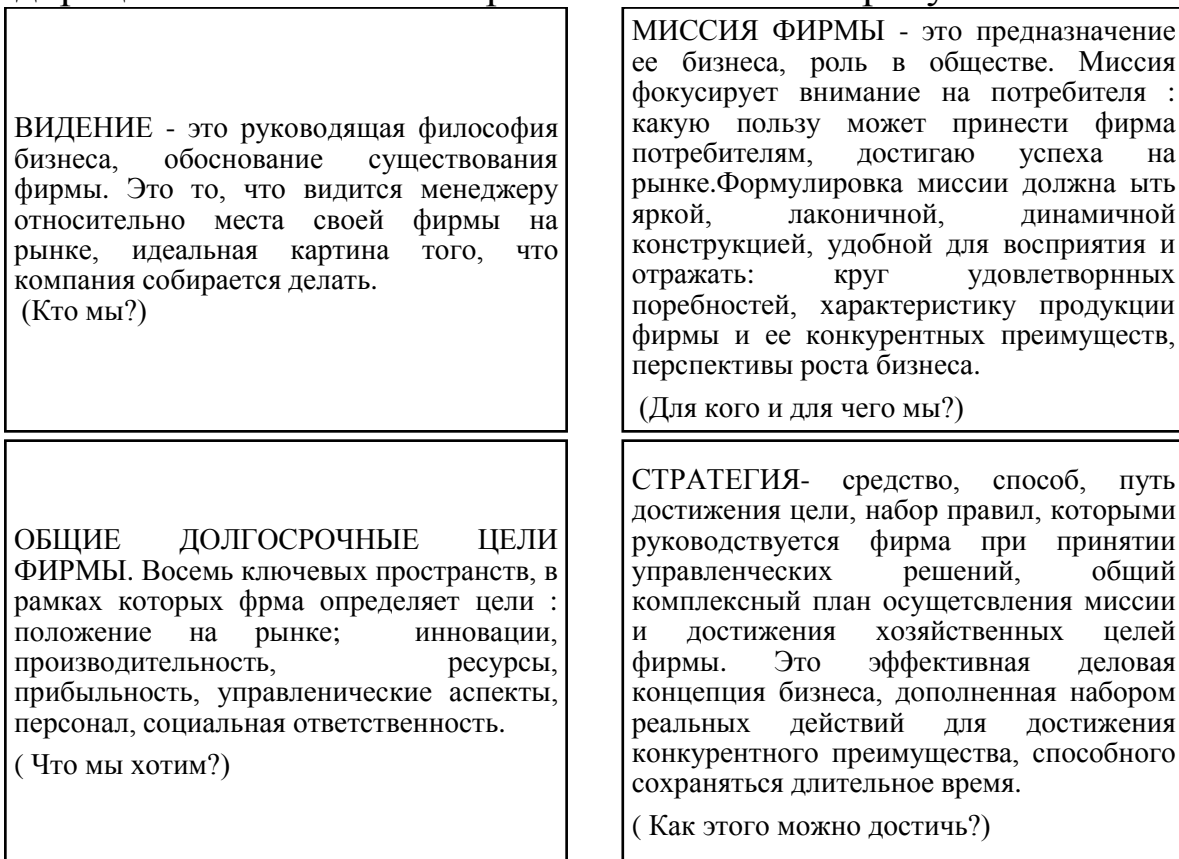 ВИДЕНИЕ - это руководящая философия
бизнеса, обоснование существования
фирмы. Это то, что видится менеджеру
относительно места своей фирмы на
рынке, идеальная картина того, что
компания собирается делать.
(Кто мы?)
МИССИЯ ФИРМЫ - это предназначение
ее бизнеса, роль в обществе. Миссия
фокусирует внимание на потребителя :
какую пользу может принести фирма
потребителям, достигаю успеха на
рынке.Формулировка миссии должна ыть
яркой, лаконичной, динамичной
конструкцией, удобной для восприятия и
отражать: круг удовлетворнных
поребностей, характеристику продукции
фирмы и ее конкурентных преимуществ,
перспективы роста бизнеса.
(Для кого и для чего мы?)
ОБЩИЕ ДОЛГОСРОЧНЫЕ ЦЕЛИ
ФИРМЫ. Восемь ключевых пространств, в
рамках которых фрма определяет цели :
положение на рынке; инновации,
производительность, ресурсы,
прибыльность, управленические аспекты,
персонал, социальная ответственность.
( Что мы хотим?)
СТРАТЕГИЯ- средство, способ, путь
достижения цели, набор правил, которыми
руководствуется фирма при принятии
управленческих решений, общий
комплексный план осущетсвления миссии
и достижения хозяйственных целей
фирмы. Это эффективная деловая
концепция бизнеса, дополненная набором
реальных действий для достижения
конкурентного преимущества, способного
сохраняться длительное время.
( Как этого можно достичь?)